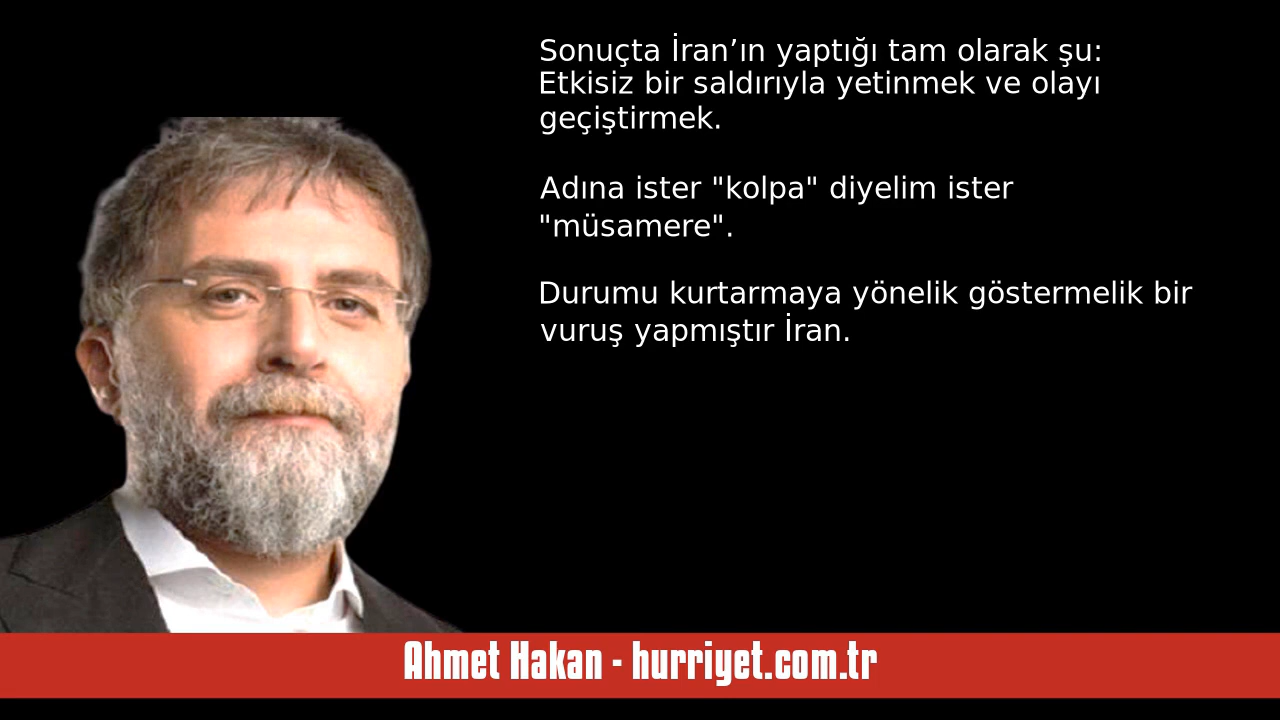 Sonuçta İran’ın yaptığı tam olarak şu:
Etkisiz bir saldırıyla yetinmek ve olayı
geçiştirmek.
Adına ister "kolpa" diyelim ister
"müsamere".
Durumu kurtarmaya yönelik göstermelik bir
vuruş yapmıştır İran.
Ahmet Hakan - hurriyet.com.tr